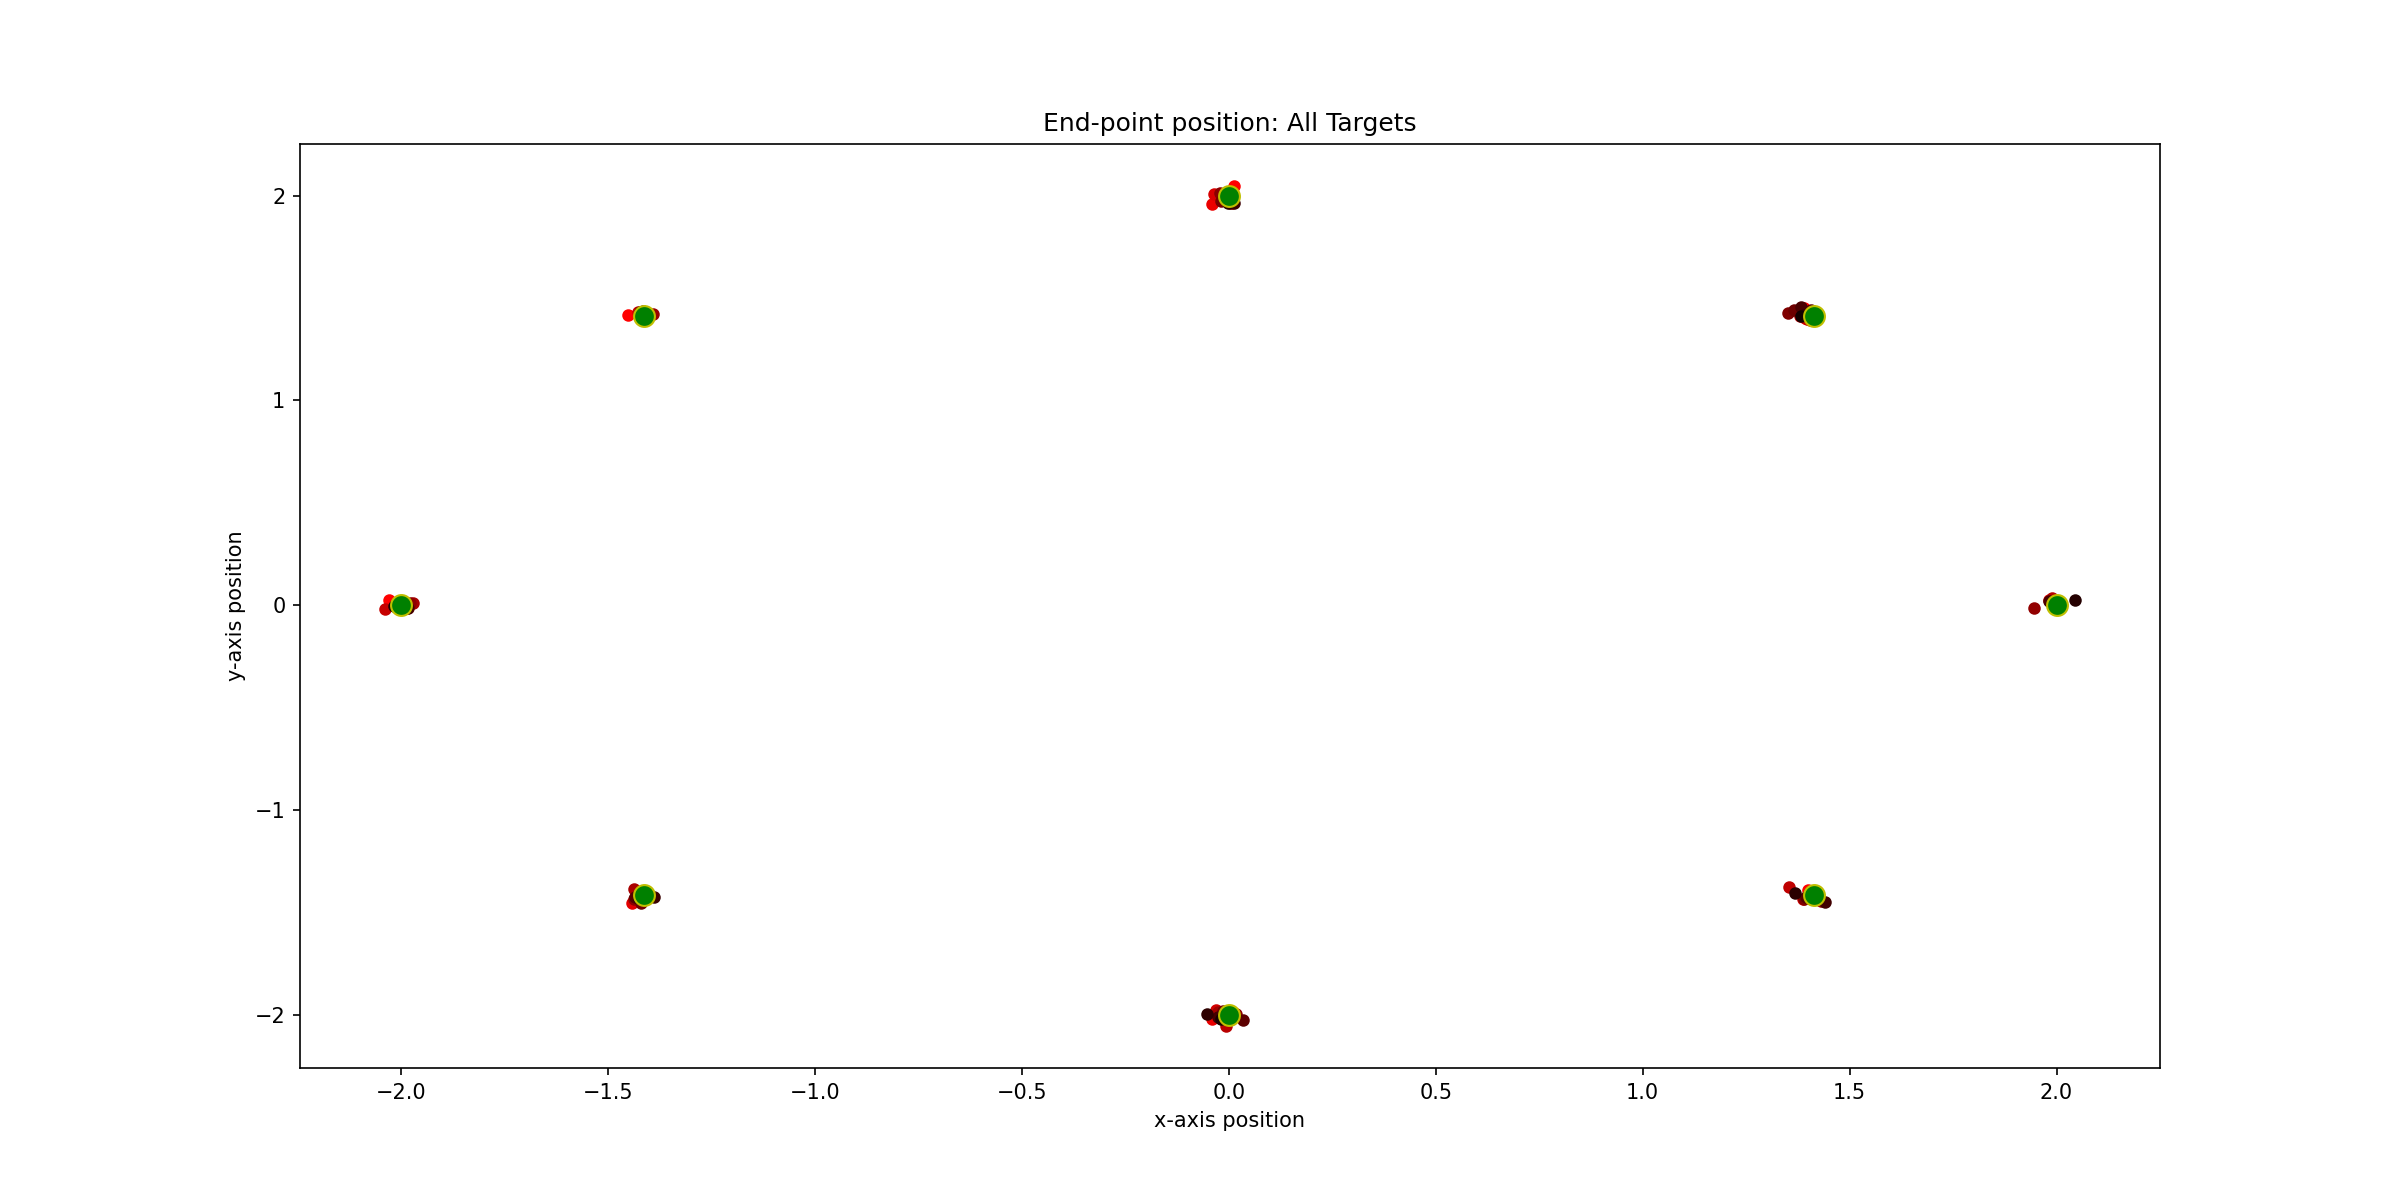 End-point position: All Targets
y-axis position
2
1
0
−1
−2
−2.0 −1.5 −1.0 −0.5 0.0 0.5 1.0 1.5 2.0
x-axis position